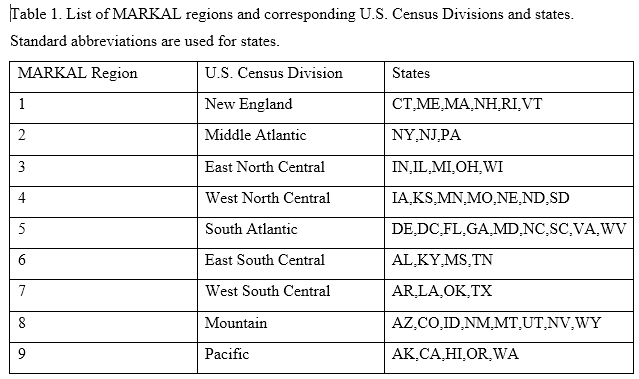 Table 1. List of MARKAL regions and corresponding U.S. Census Divisions and states.
Standard abbreviations are used for states.
MARKAL Region U.S. Census Division States
1 New England CT,ME,MA,NH,RI,VT
2 Middle Atlantic NY,NJ,PA
3 East North Central IN,IL,MI,OH,WI
4 West North Central IA,KS,MN,MO,NE,ND,SD
5 South Atlantic DE,DC,FL,GA,MD,NC,SC,VA,WV
6 East South Central AL,KY,MS,TN
7 West South Central AR,LA,OK,TX
8 Mountain AZ,CO,ID,NM,MT,UT,NV,WY
9 Pacific AK,CA,HI,OR,WA